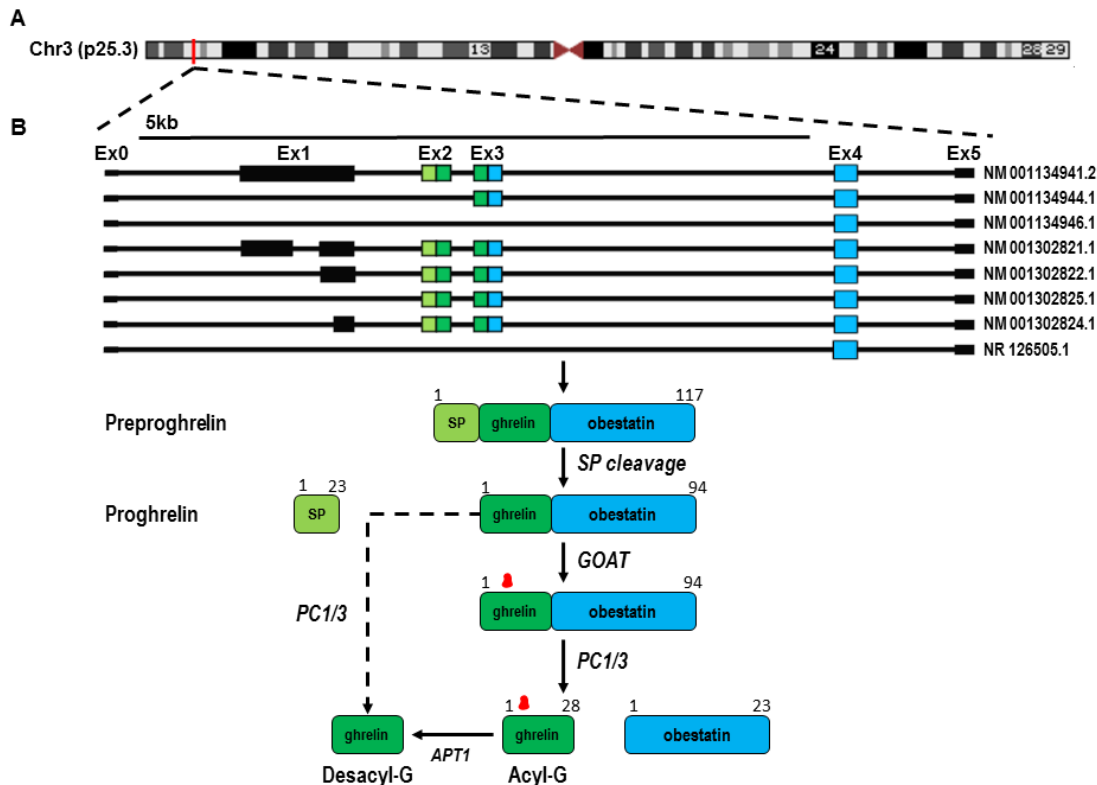 A
Chr3 (p25.3)
13
24
28 29
B
5kb
Ex0 Ex1 Ex2 Ex3 Ex4 Ex5
NM 001134941.2
NM 001134944.1
NM 001134946.1
NM 001302821.1
NM 001302822.1
NM 001302825.1
NM 001302824.1
NR 126505.1
1 117
Preproghrelin SP ghrelin obestatin
SP cleavage
1 23 1 94
Proghrelin SP ghrelin obestatin
GOAT
1 94
ghrelin obestatin
PC1/3
PC1/3
1 28 1 23
ghrelin ghrelin obestatin
APT1
Desacyl-G Acyl-G